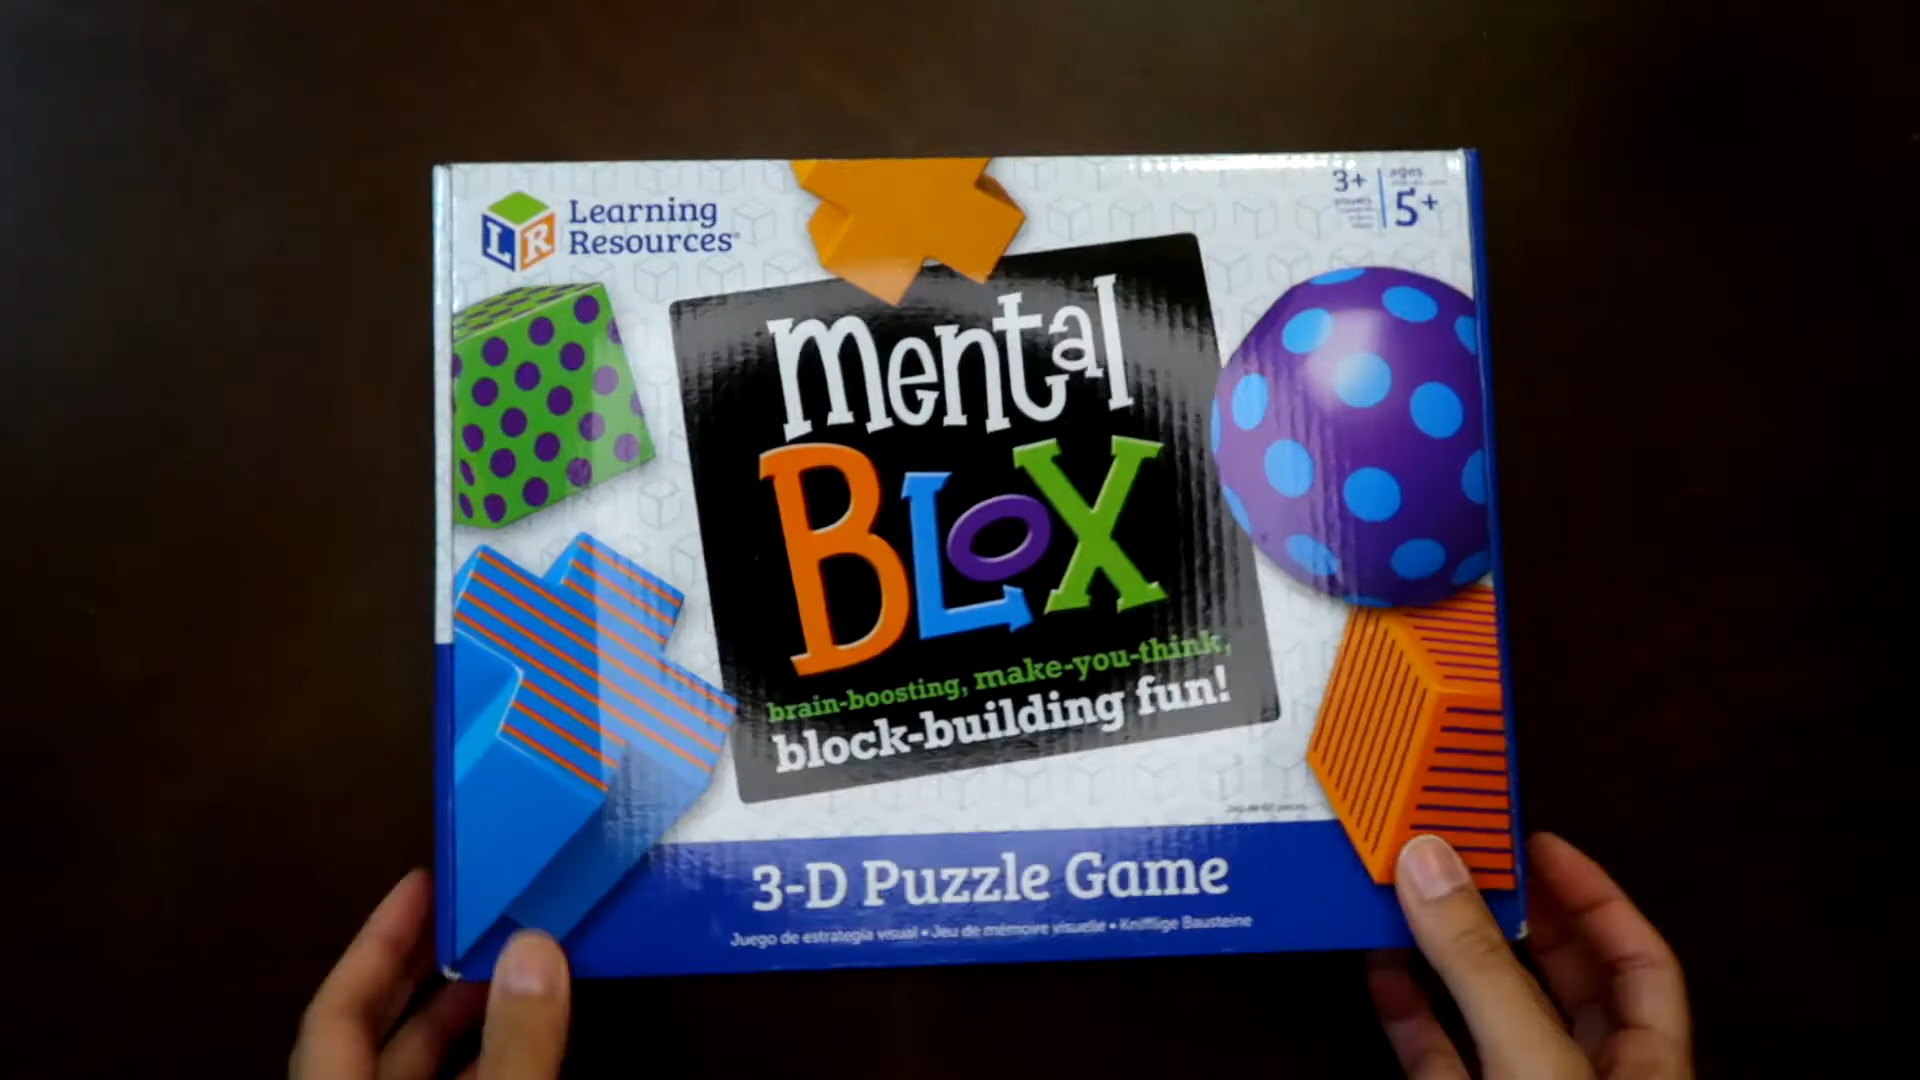 LR
Learning
Resources
3+
ages
5+
players
mental
BLOX
brain-boosting, make-you-think,
block-building fun!
3-D Puzzle Game
Juego de estrategia visual • Jeu de mémoire visuelle • Knifflige Bausteine